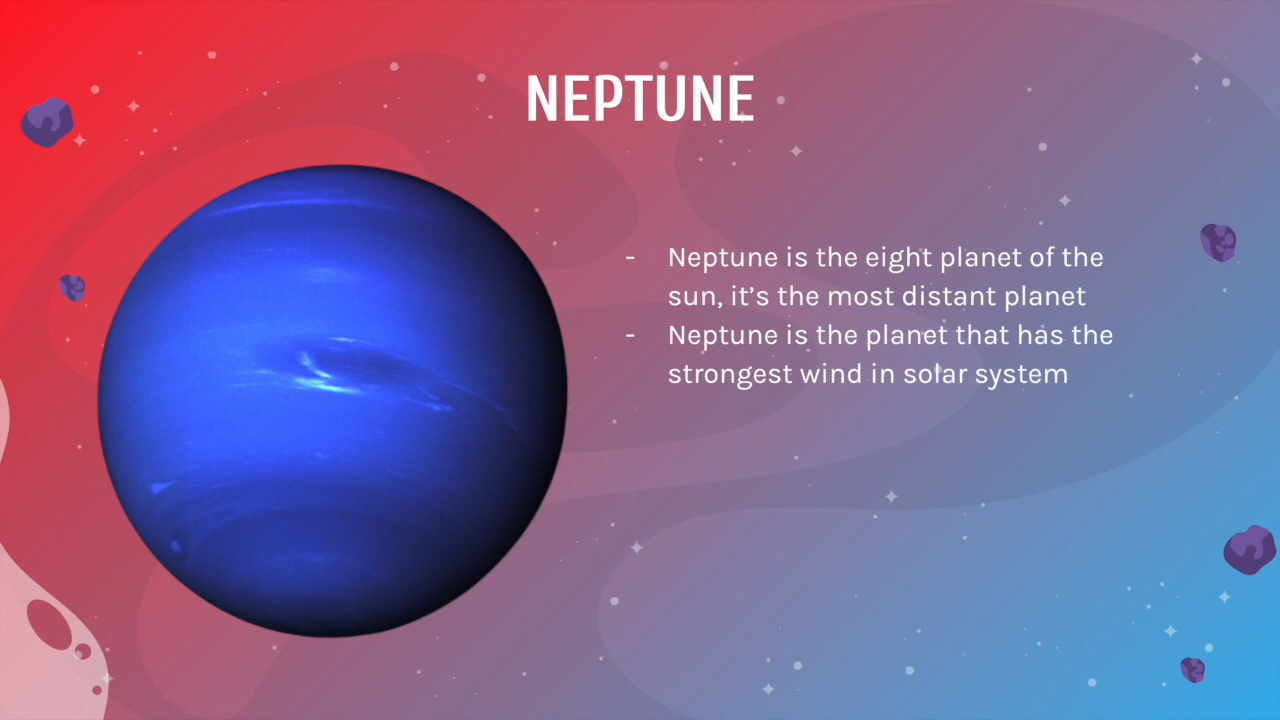 NEPTUNE
- Neptune is the eight planet of the
sun, it’s the most distant planet
- Neptune is the planet that has the
strongest wind in solar system